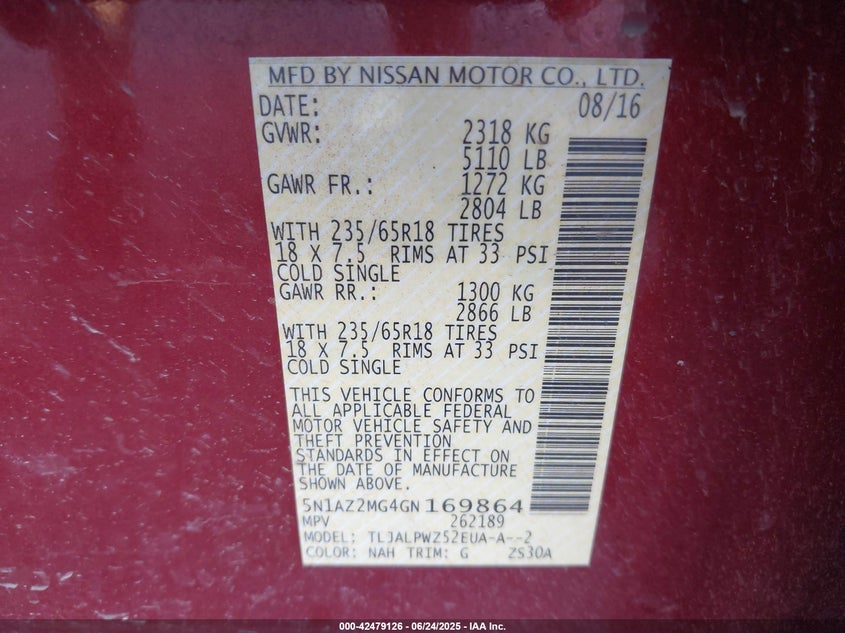 MFD BY NISSAN MOTOR CO., LTD.
DATE: 08/16
GVWR: 2318 KG
5110 LB
GAWR FR.: 1272 KG
2804 LB
WITH 235/65R18 TIRES
18 X 7.5 RIMS AT 33 PSI
COLD SINGLE
GAWR RR.: 1300 KG
2866 LB
WITH 235/65R18 TIRES
18 X 7.5 RIMS AT 33 PSI
COLD SINGLE
THIS VEHICLE CONFORMS TO
ALL APPLICABLE FEDERAL
MOTOR VEHICLE SAFETY AND
THEFT PREVENTION
STANDARDS IN EFFECT ON
THE DATE OF MANUFACTURE
SHOWN ABOVE.
5N1AZ2MG4GN169864
MPV 262189
MODEL: TLJALPWZ52EUA-A--2
COLOR: NAH TRIM: G ZS30A
000-42479126 - 06/24/2025 - IAA Inc.